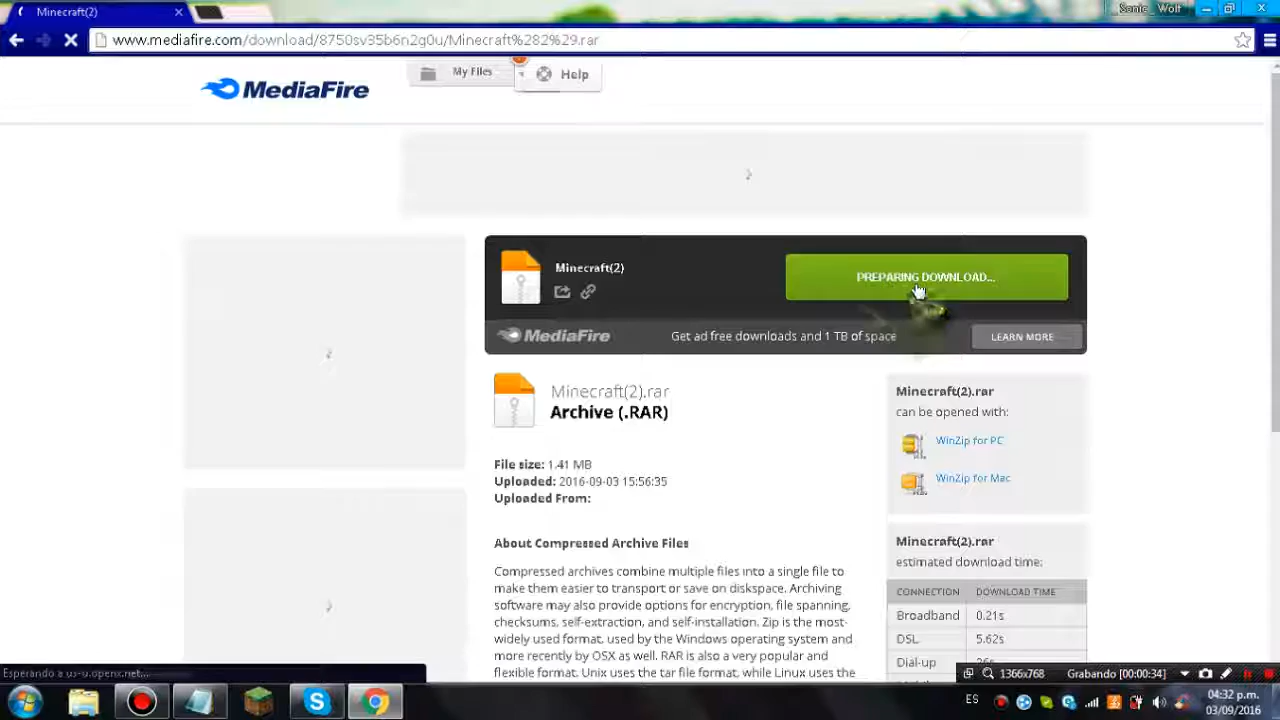 Minecraft(2)
Sonic_Wolf
www.mediafire.com/download/8750sv35b6n2g0u/Minecraft%282%29.rar
MediaFire
My Files
Help
Minecraft(2)
PREPARING DOWNLOAD...
MediaFire
Get ad free downloads and 1 TB of space
LEARN MORE
Minecraft(2).rar
Archive (.RAR)
File size: 1.41 MB
Uploaded: 2016-09-03 15:56:35
Uploaded From:
About Compressed Archive Files
Compressed archives combine multiple files into a single file to
make them easier to transport or save on diskspace. Archiving
software may also provide options for encryption, file spanning,
checksums, self-extraction, and self-installation. Zip is the most-
widely used format, used by the Windows operating system and
more recently by OSX as well. RAR is also a very popular and
flexible format. Unix uses the tar file format, while Linux uses the
Minecraft(2).rar
can be opened with:
WinZip for PC
WinZip for Mac
Minecraft(2).rar
estimated download time:
CONNECTION DOWNLOAD TIME
Broadband 0.21s
DSL 5.62s
Dial-up 26s
Esperando a us-u.openx.net...
1366x768 Grabando [00:00:34]
ES
04:32 p.m.
03/09/2016